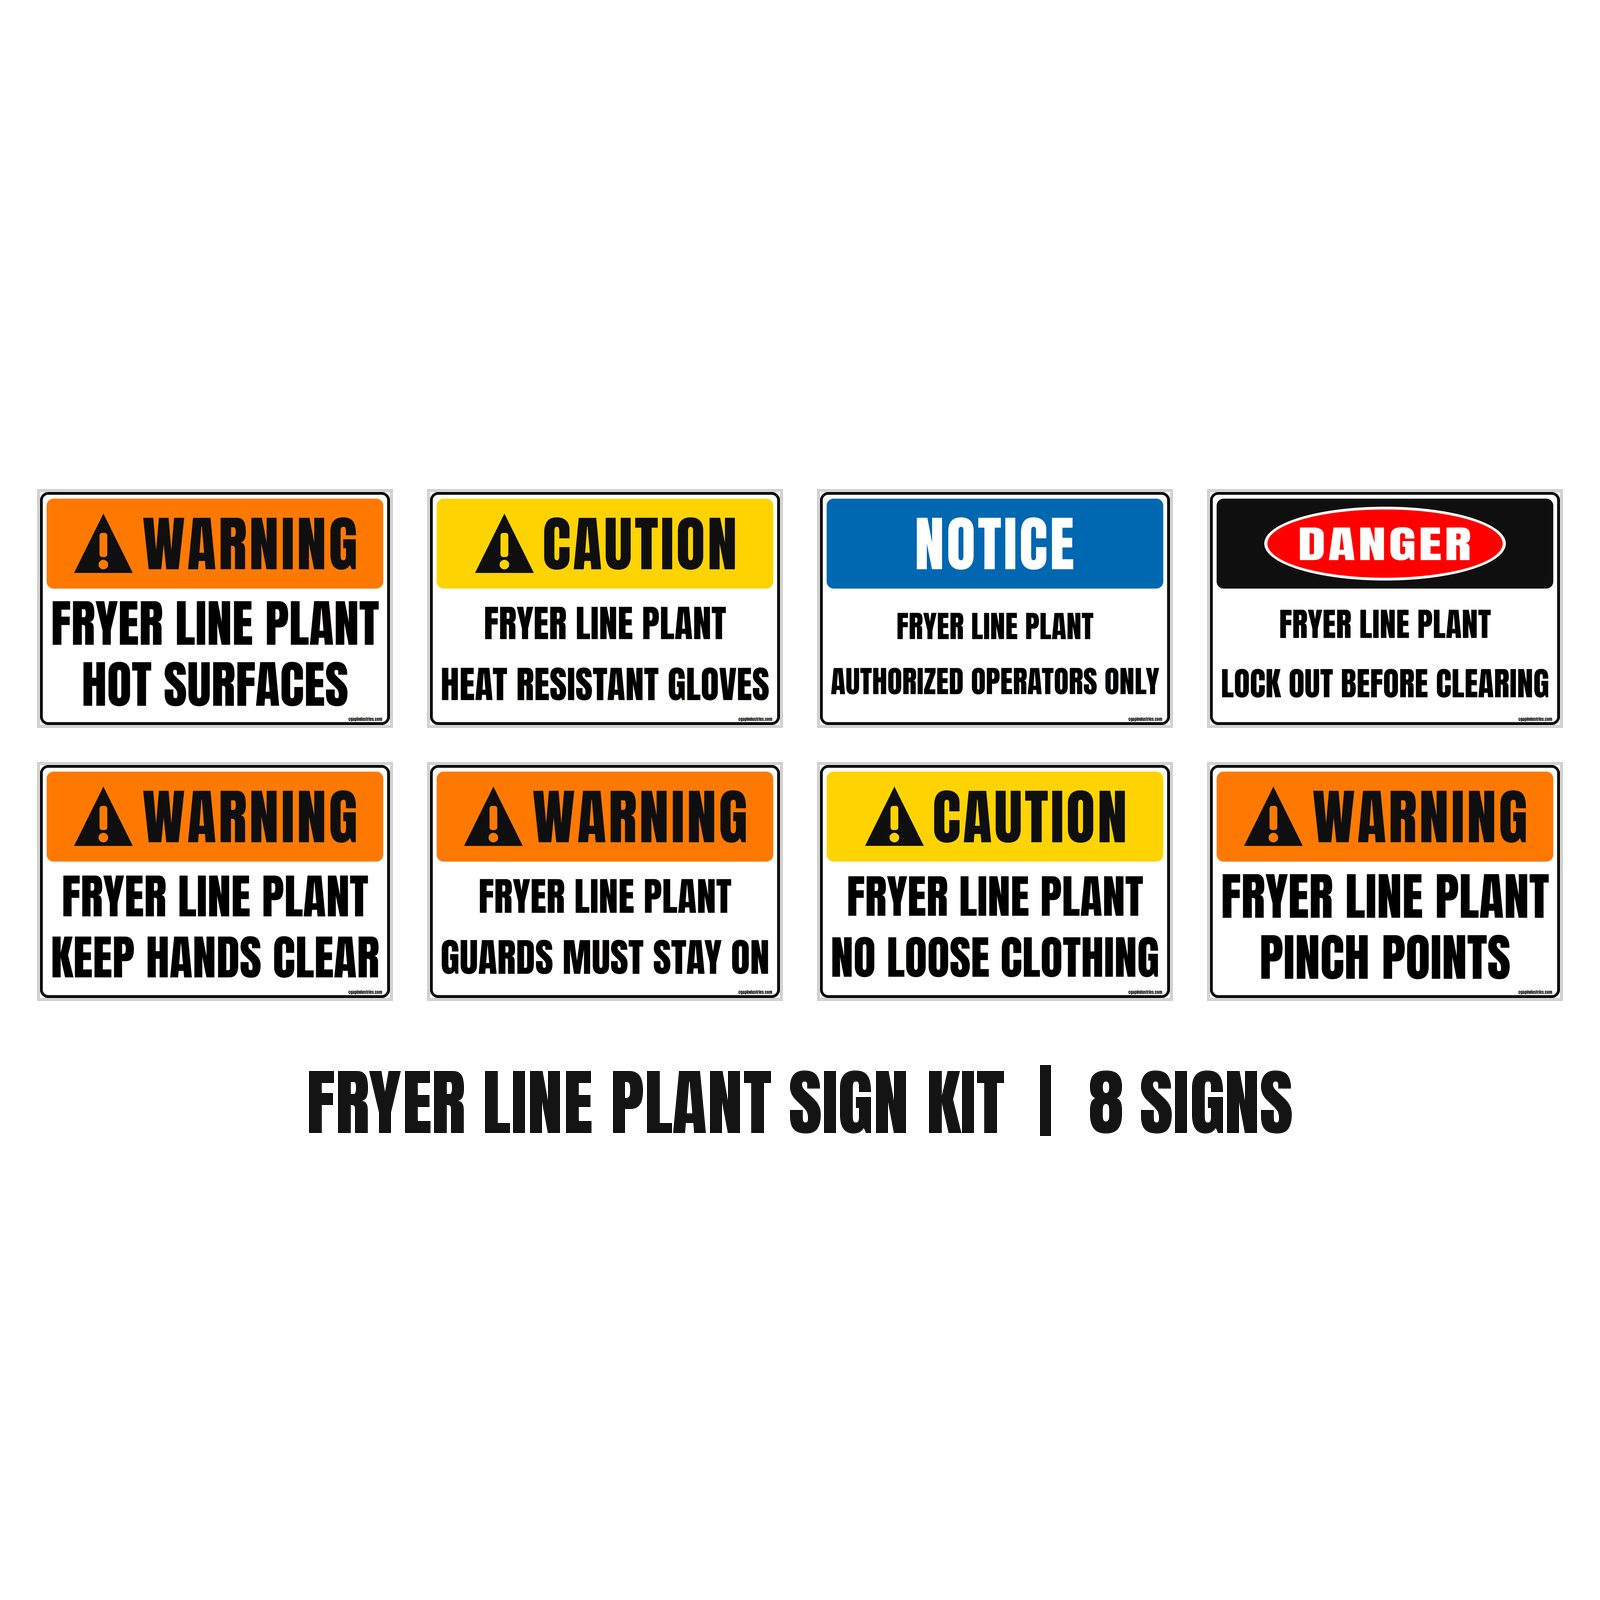 WARNING
FRYER LINE PLANT
HOT SURFACES
CAUTION
FRYER LINE PLANT
HEAT RESISTANT GLOVES
NOTICE
FRYER LINE PLANT
AUTHORIZED OPERATORS ONLY
DANGER
FRYER LINE PLANT
LOCK OUT BEFORE CLEARING
WARNING
FRYER LINE PLANT
KEEP HANDS CLEAR
WARNING
FRYER LINE PLANT
GUARDS MUST STAY ON
CAUTION
FRYER LINE PLANT
NO LOOSE CLOTHING
WARNING
FRYER LINE PLANT
PINCH POINTS
FRYER LINE PLANT SIGN KIT | 8 SIGNS